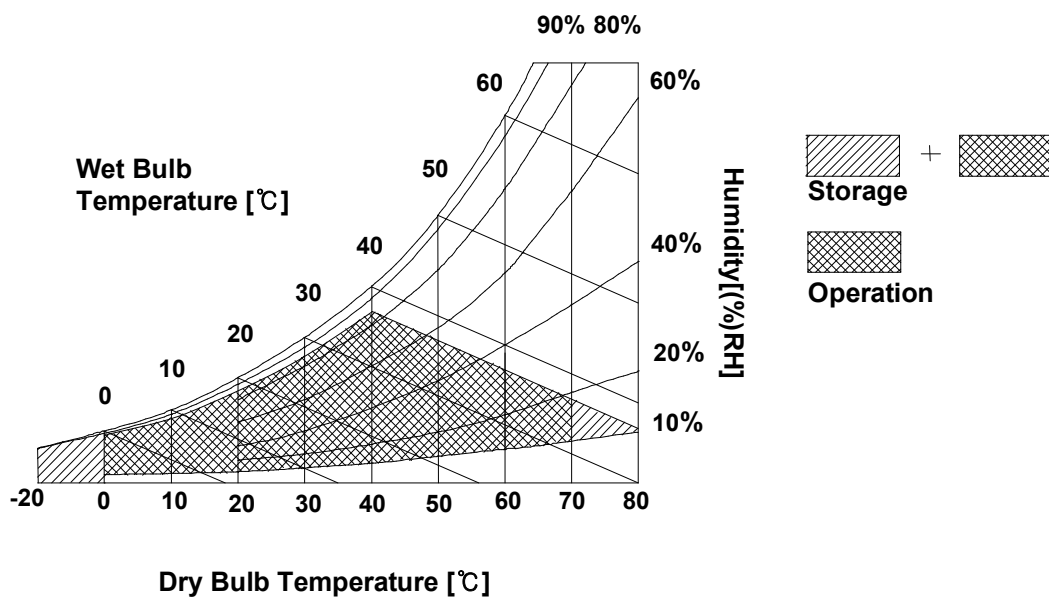 90% 80%
60
60%
Wet Bulb
Temperature [℃]
50
Storage
40
40%
30
Humidity[(%)RH]
Operation
20
20%
10
0
10%
-20 0 10 20 30 40 50 60 70 80
Dry Bulb Temperature [℃]